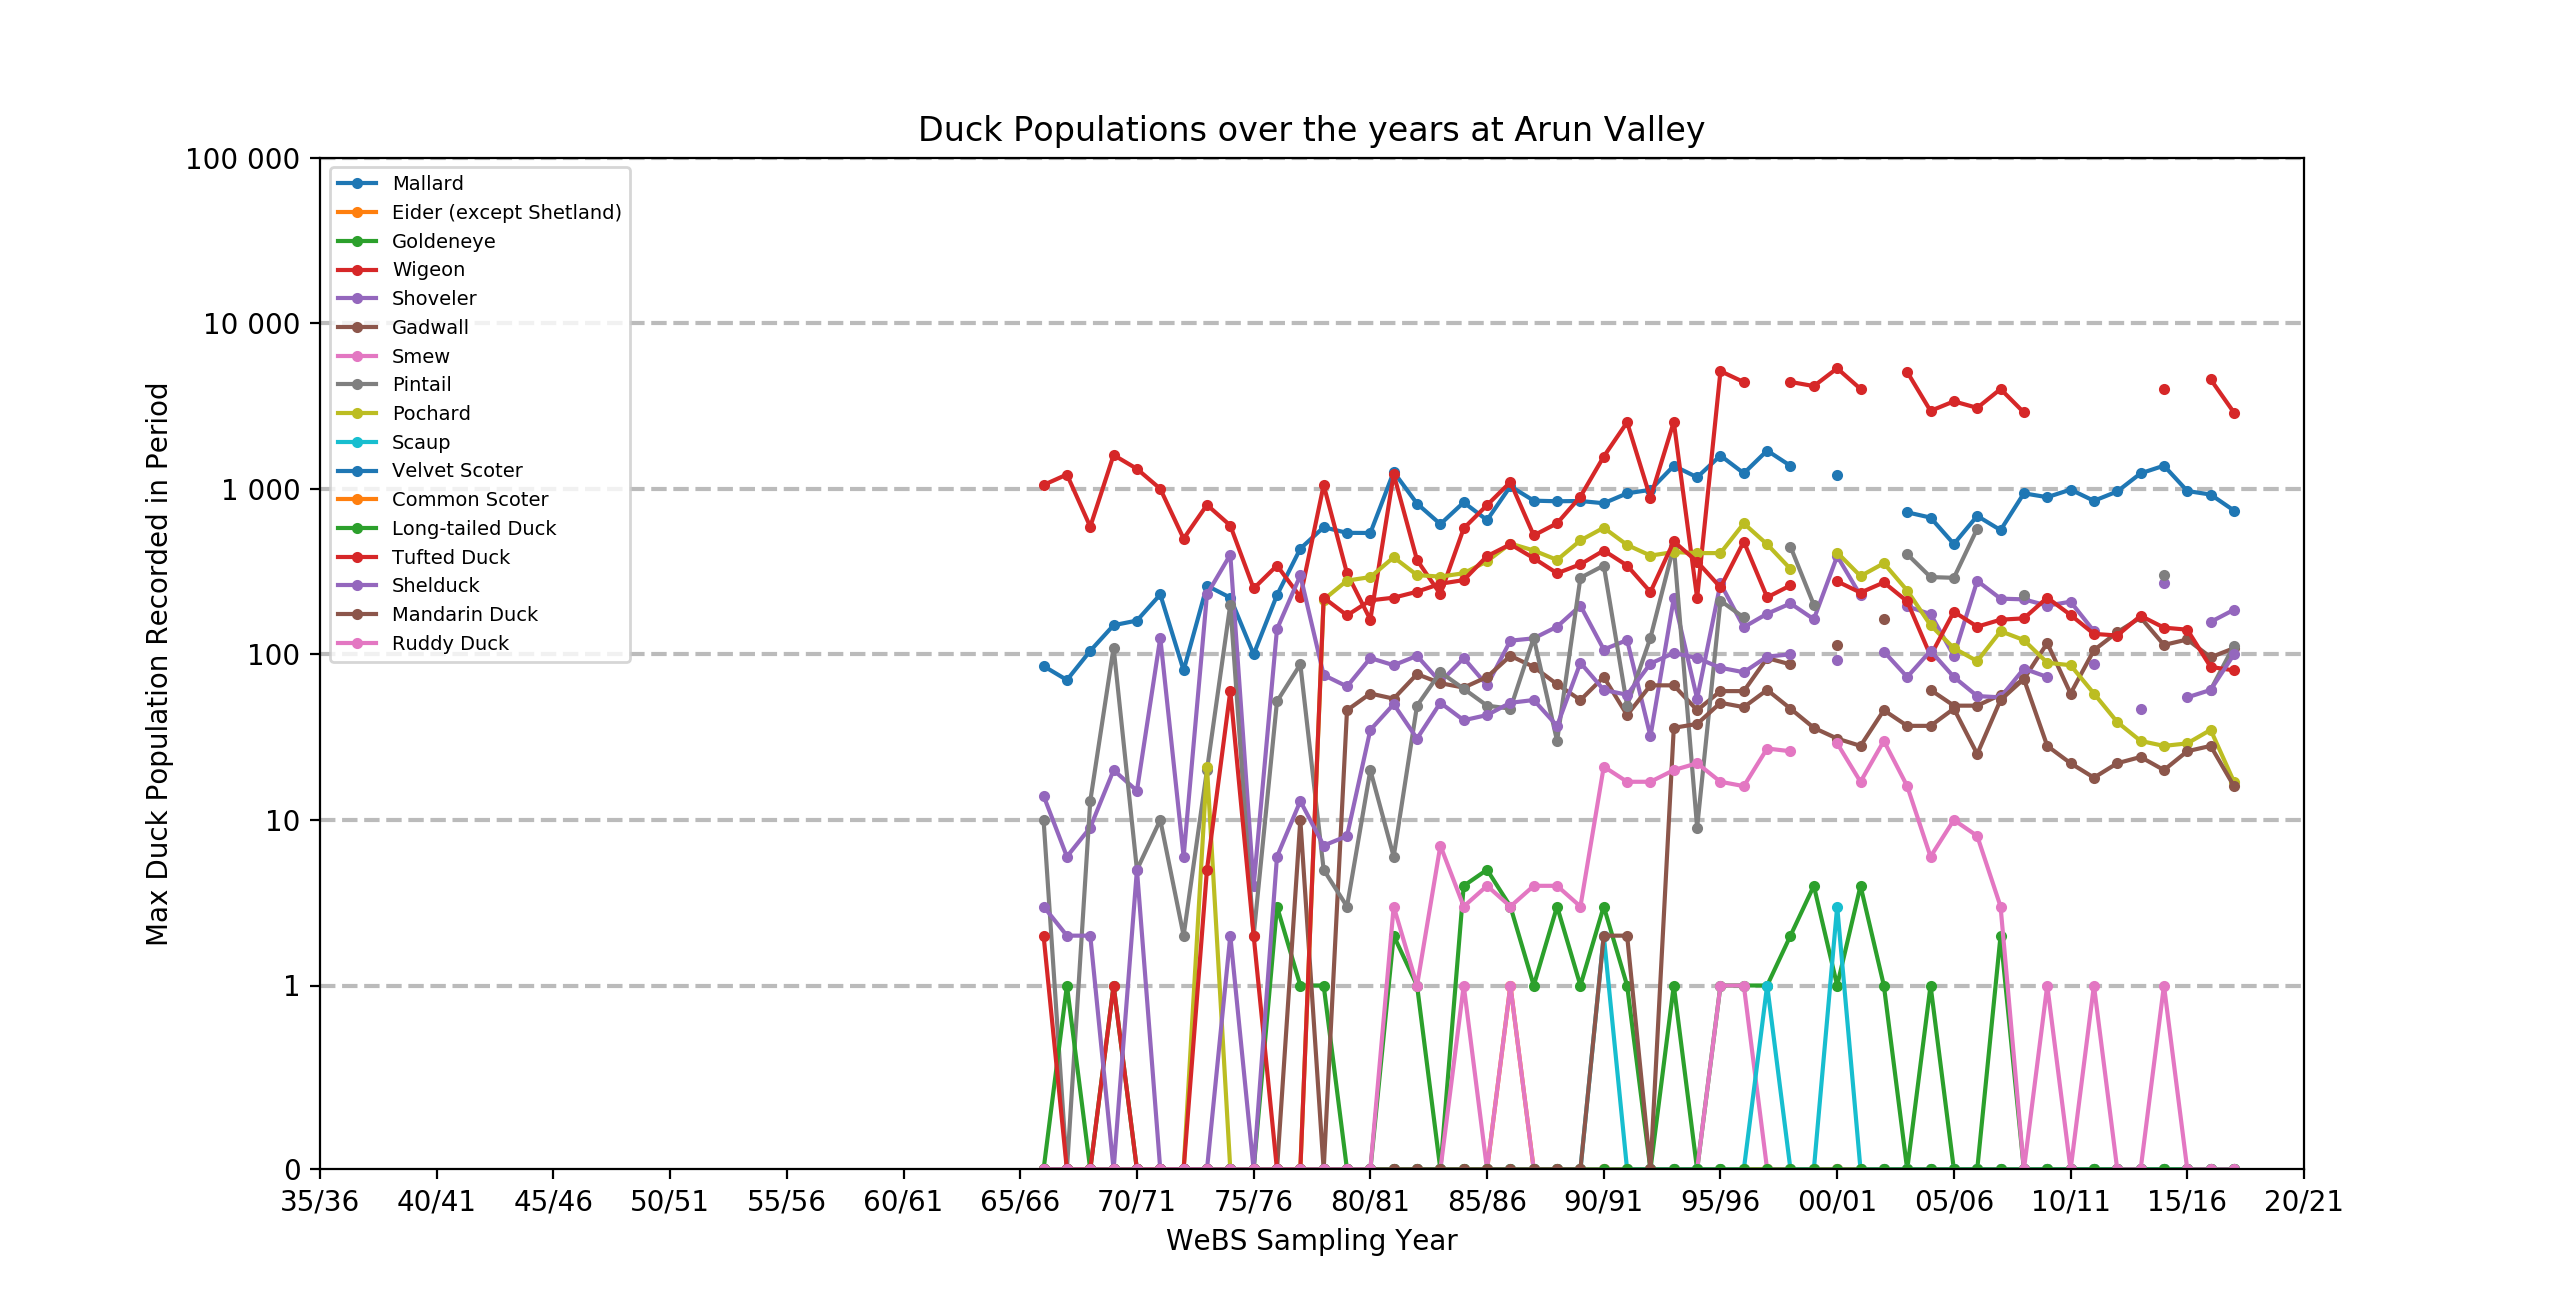 Duck Populations over the years at Arun Valley
Max Duck Population Recorded in Period
100 000
10 000
1 000
100
10
1
0
Mallard
Eider (except Shetland)
Goldeneye
Wigeon
Shoveler
Gadwall
Smew
Pintail
Pochard
Scaup
Velvet Scoter
Common Scoter
Long-tailed Duck
Tufted Duck
Shelduck
Mandarin Duck
Ruddy Duck
35/36 40/41 45/46 50/51 55/56 60/61 65/66 70/71 75/76 80/81 85/86 90/91 95/96 00/01 05/06 10/11 15/16 20/21
WeBS Sampling Year